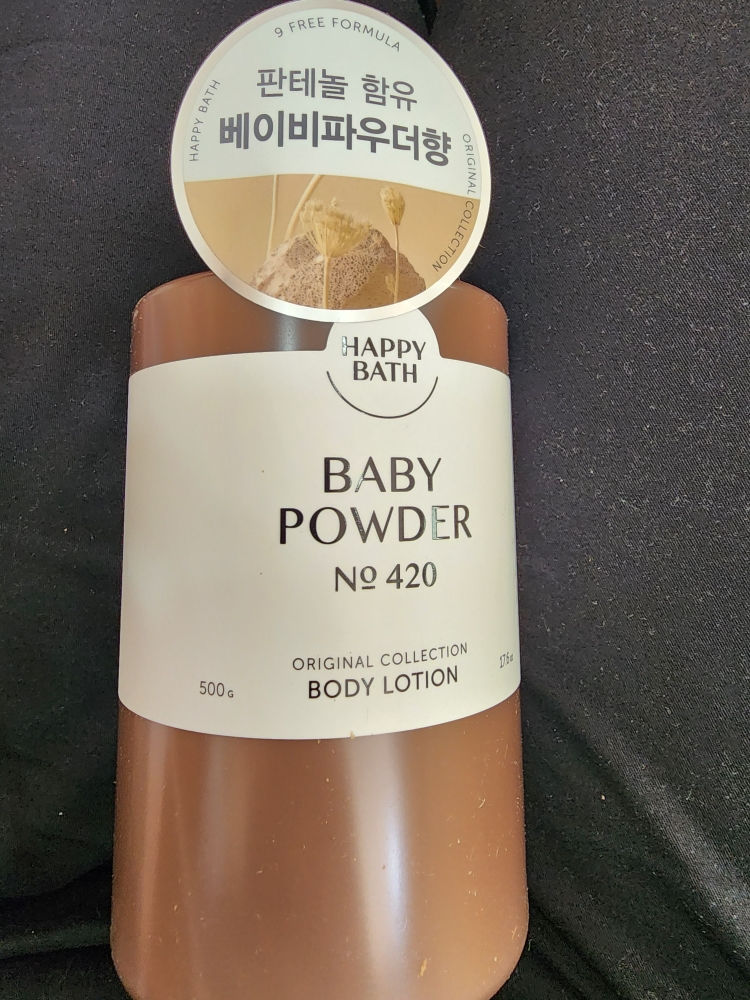 9 FREE FORMULA
HAPPY BATH
판테놀 함유
베이비파우더향
ORIGINAL COLLECTION
HAPPY
BATH
BABY
POWDER
Nº 420
ORIGINAL COLLECTION
BODY LOTION
500G
17.6 oz